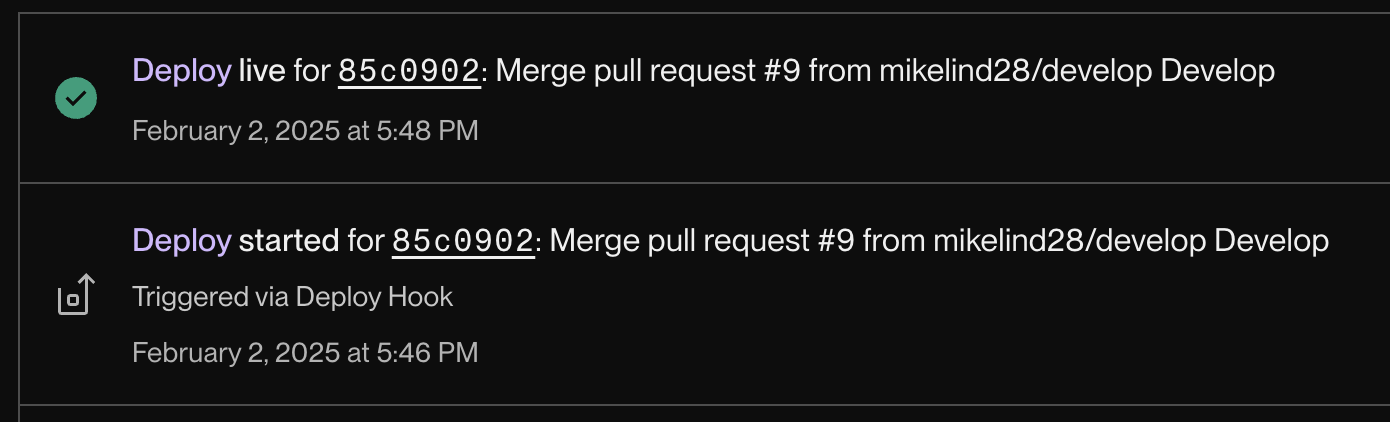 Deploy live for 85c0902: Merge pull request #9 from mikelind28/develop Develop
February 2, 2025 at 5:48 PM
Deploy started for 85c0902: Merge pull request #9 from mikelind28/develop Develop
Triggered via Deploy Hook
February 2, 2025 at 5:46 PM